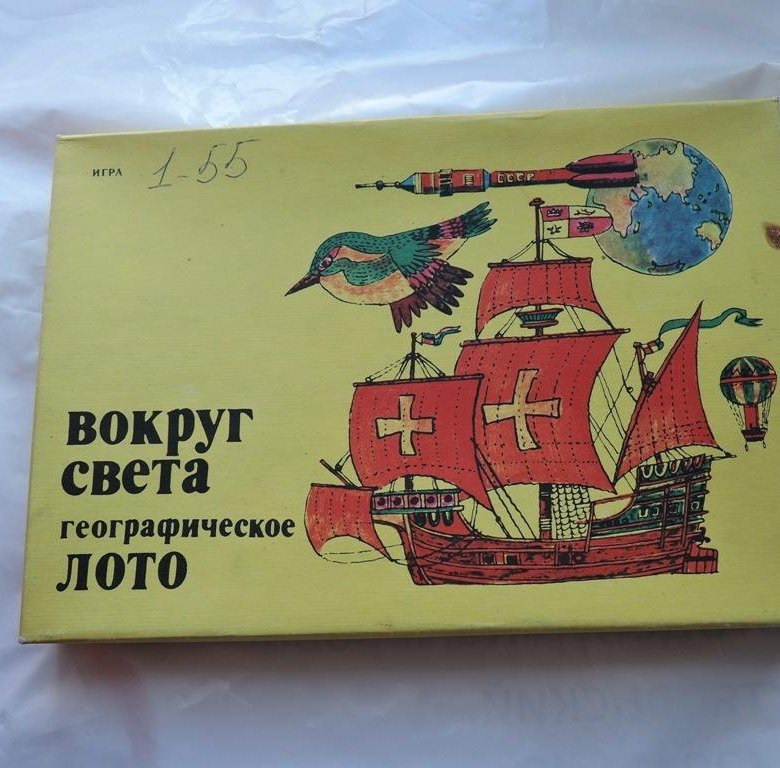 ИГРА 1-55
СССР
ВОКРУГ
СВЕТА
географическое
ЛОТО